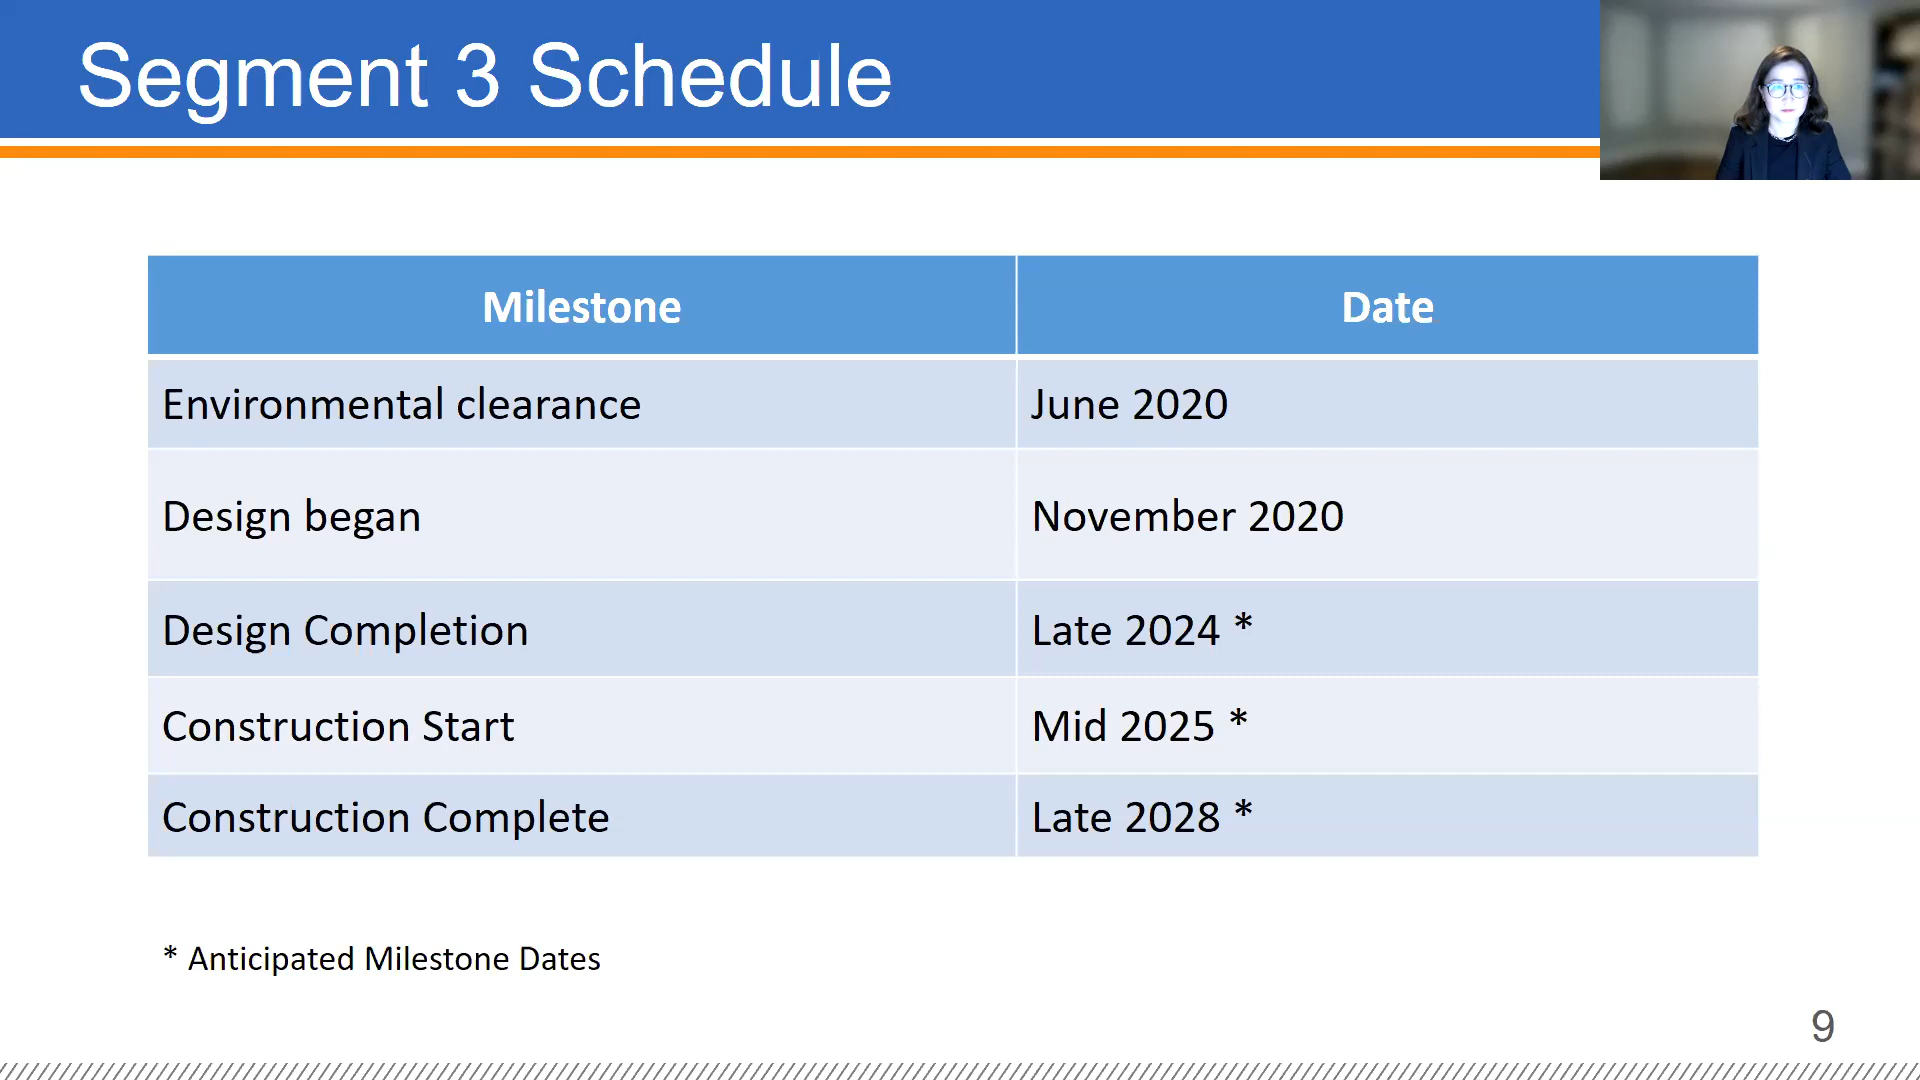 Segment 3 Schedule
Milestone Date
Environmental clearance June 2020
Design began November 2020
Design Completion Late 2024 *
Construction Start Mid 2025 *
Construction Complete Late 2028 *
* Anticipated Milestone Dates
9